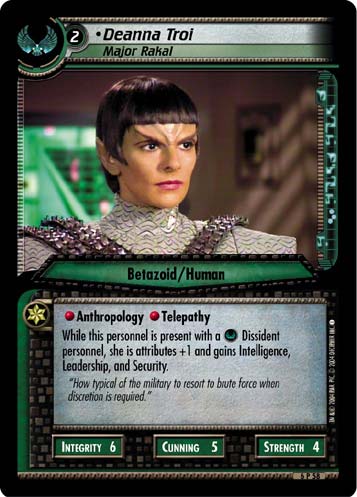 2
•Deanna Troi
Major Rakal
Betazoid/Human
Anthropology Telepathy
While this personnel is present with a Dissident
personnel, she is attributes +1 and gains Intelligence,
Leadership, and Security.
"How typical of the military to resort to brute force when
discretion is required."
INTEGRITY 6 CUNNING 5 STRENGTH 4
5 P 58